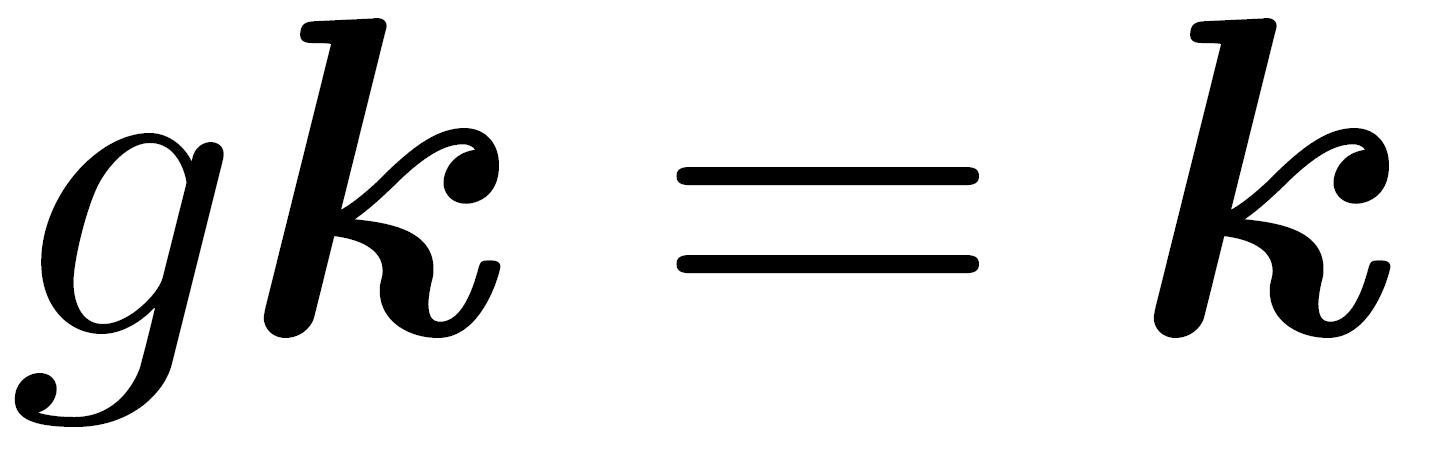 g𝒌 = 𝒌